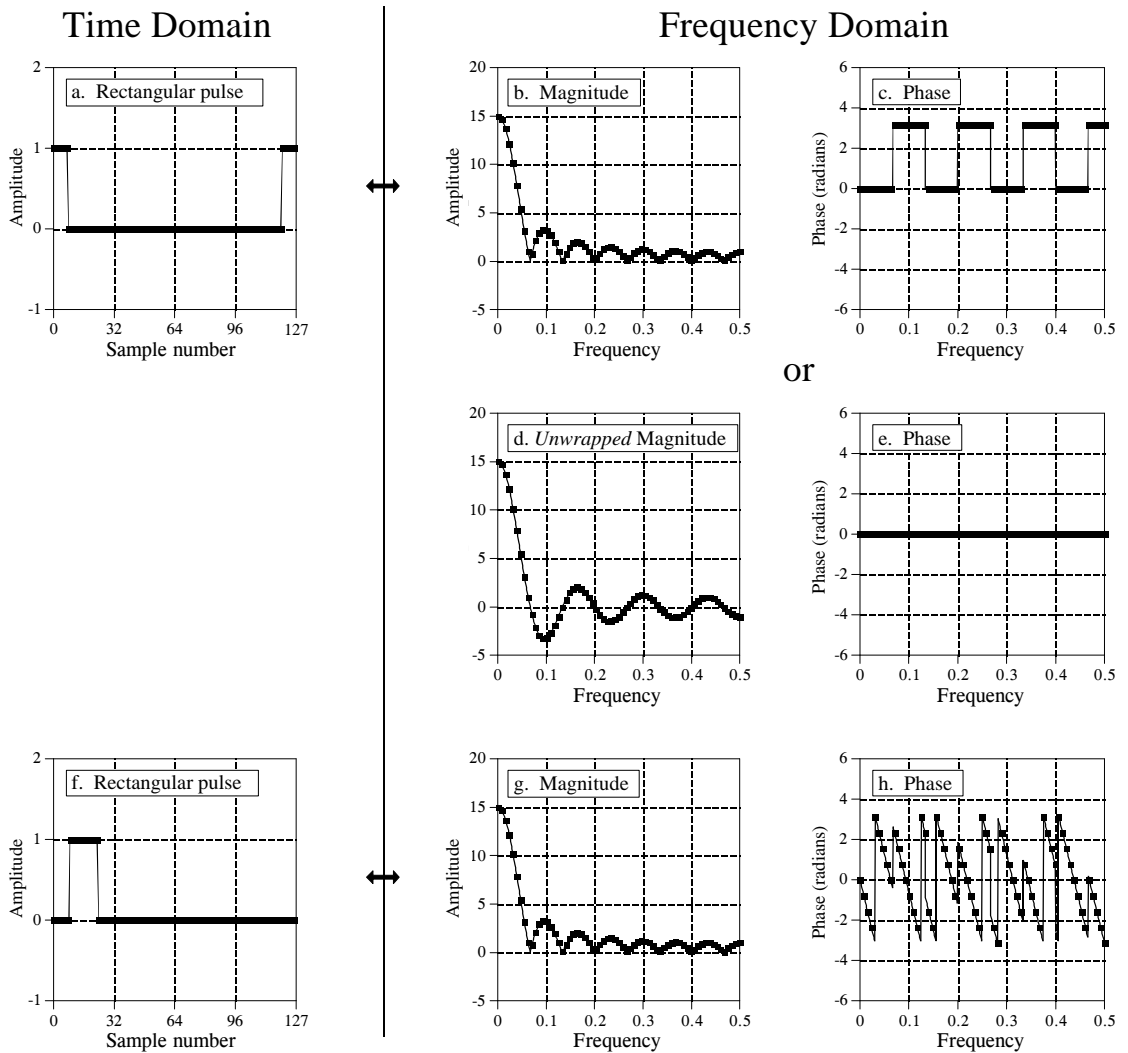 Time Domain
Frequency Domain
a. Rectangular pulse
2
1
0
-1
0 32 64 96 127
Sample number
Amplitude
b. Magnitude
20
15
10
5
0
-5
0 0.1 0.2 0.3 0.4 0.5
Frequency
Amplitude
c. Phase
6
4
2
0
-2
-4
-6
0 0.1 0.2 0.3 0.4 0.5
Frequency
Phase (radians)
or
d. Unwrapped Magnitude
20
15
10
5
0
-5
0 0.1 0.2 0.3 0.4 0.5
Frequency
Amplitude
e. Phase
6
4
2
0
-2
-4
-6
0 0.1 0.2 0.3 0.4 0.5
Frequency
Phase (radians)
f. Rectangular pulse
2
1
0
-1
0 32 64 96 127
Sample number
Amplitude
g. Magnitude
20
15
10
5
0
-5
0 0.1 0.2 0.3 0.4 0.5
Frequency
Amplitude
h. Phase
6
4
2
0
-2
-4
-6
0 0.1 0.2 0.3 0.4 0.5
Frequency
Phase (radians)